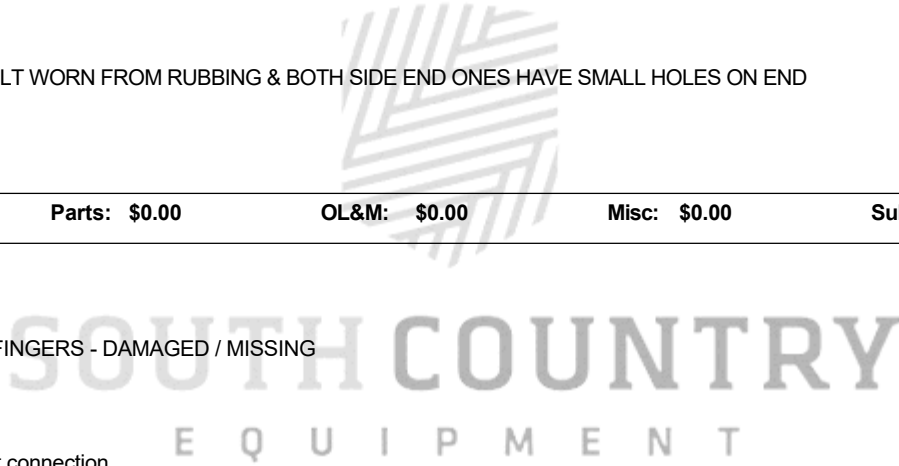 LT WORN FROM RUBBING & BOTH SIDE END ONES HAVE SMALL HOLES ON END
Parts: $0.00 OL&M: $0.00 Misc: $0.00
FINGERS - DAMAGED / MISSING
SOUTH COUNTRY
EQUIPMENT
connection